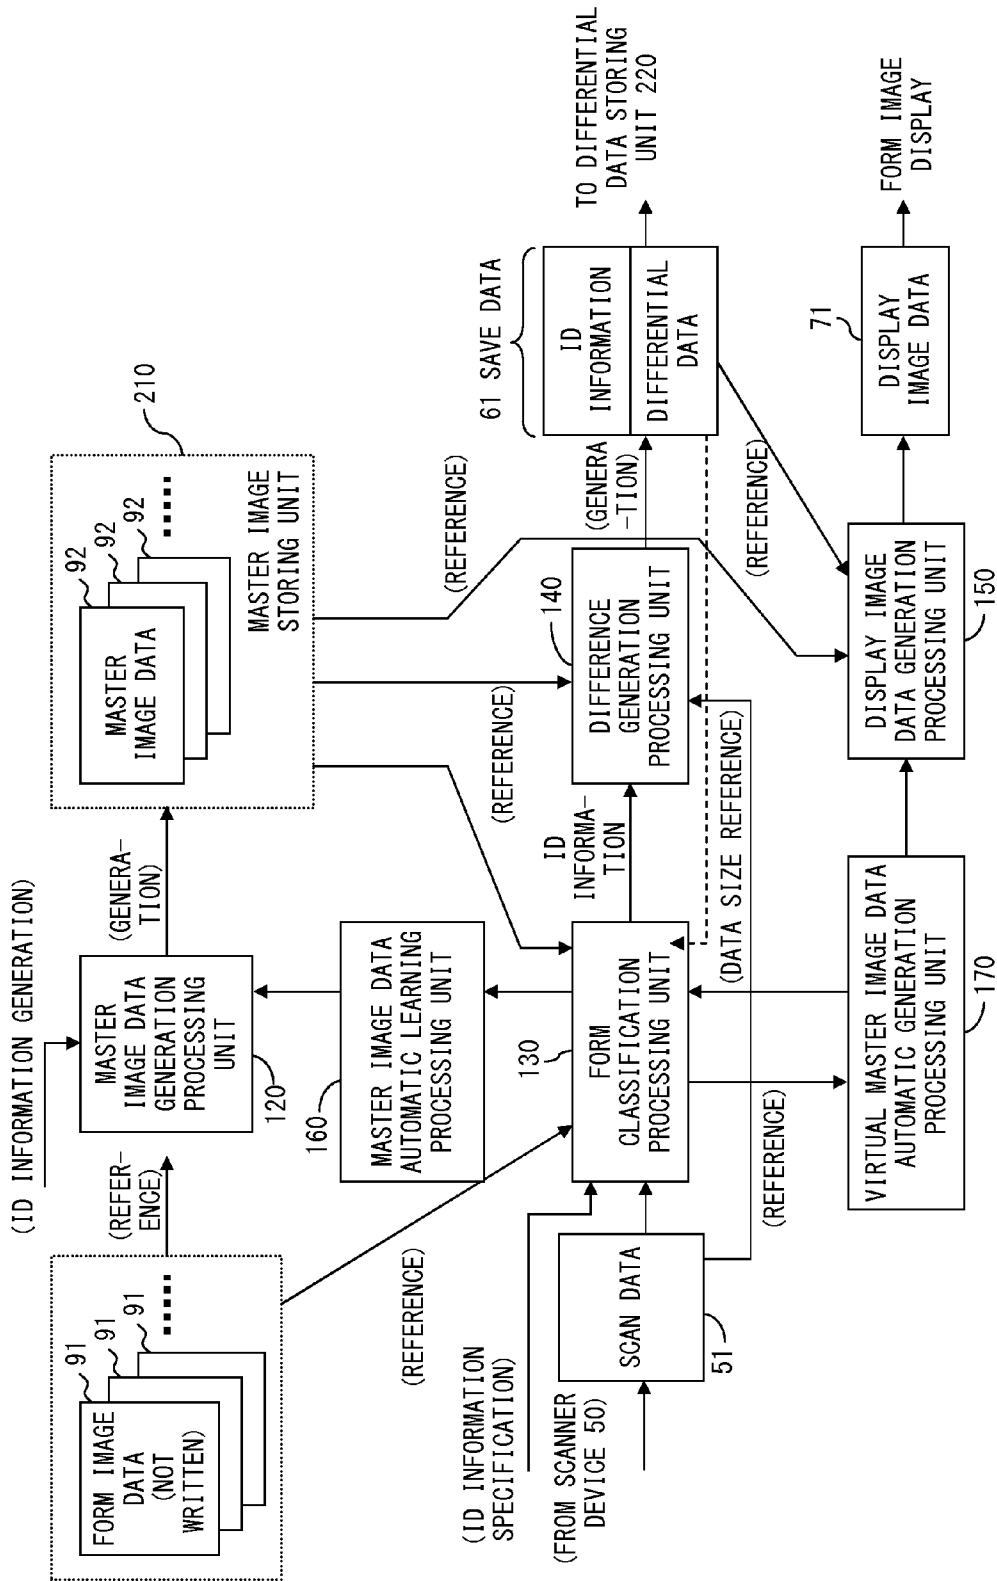 (ID INFORMATION GENERATION)
91
91
91
FORM IMAGE
DATA
(NOT
WRITTEN)
(REFER-
ENCE)
MASTER
IMAGE DATA
GENERATION
PROCESSING
UNIT
120
(GENERA-
TION)
92
92
92
MASTER
IMAGE DATA
MASTER IMAGE
STORING UNIT
210
160
MASTER IMAGE DATA
AUTOMATIC LEARNING
PROCESSING UNIT
(REFERENCE)
(REFERENCE)
(REFERENCE)
(ID INFORMATION
SPECIFICATION)
(FROM SCANNER
DEVICE 50)
SCAN DATA
51
130
FORM
CLASSIFICATION
PROCESSING UNIT
ID
INFORMA-
TION
140
DIFFERENCE
GENERATION
PROCESSING UNIT
(GENERA
-TION)
61 SAVE DATA
ID
INFORMATION
DIFFERENTIAL
DATA
TO DIFFERENTIAL
DATA STORING
UNIT 220
(DATA SIZE REFERENCE)
(REFERENCE)
(REFERENCE)
VIRTUAL MASTER IMAGE DATA
AUTOMATIC GENERATION
PROCESSING UNIT
170
DISPLAY IMAGE
DATA GENERATION
PROCESSING UNIT
150
71
DISPLAY
IMAGE DATA
FORM IMAGE
DISPLAY